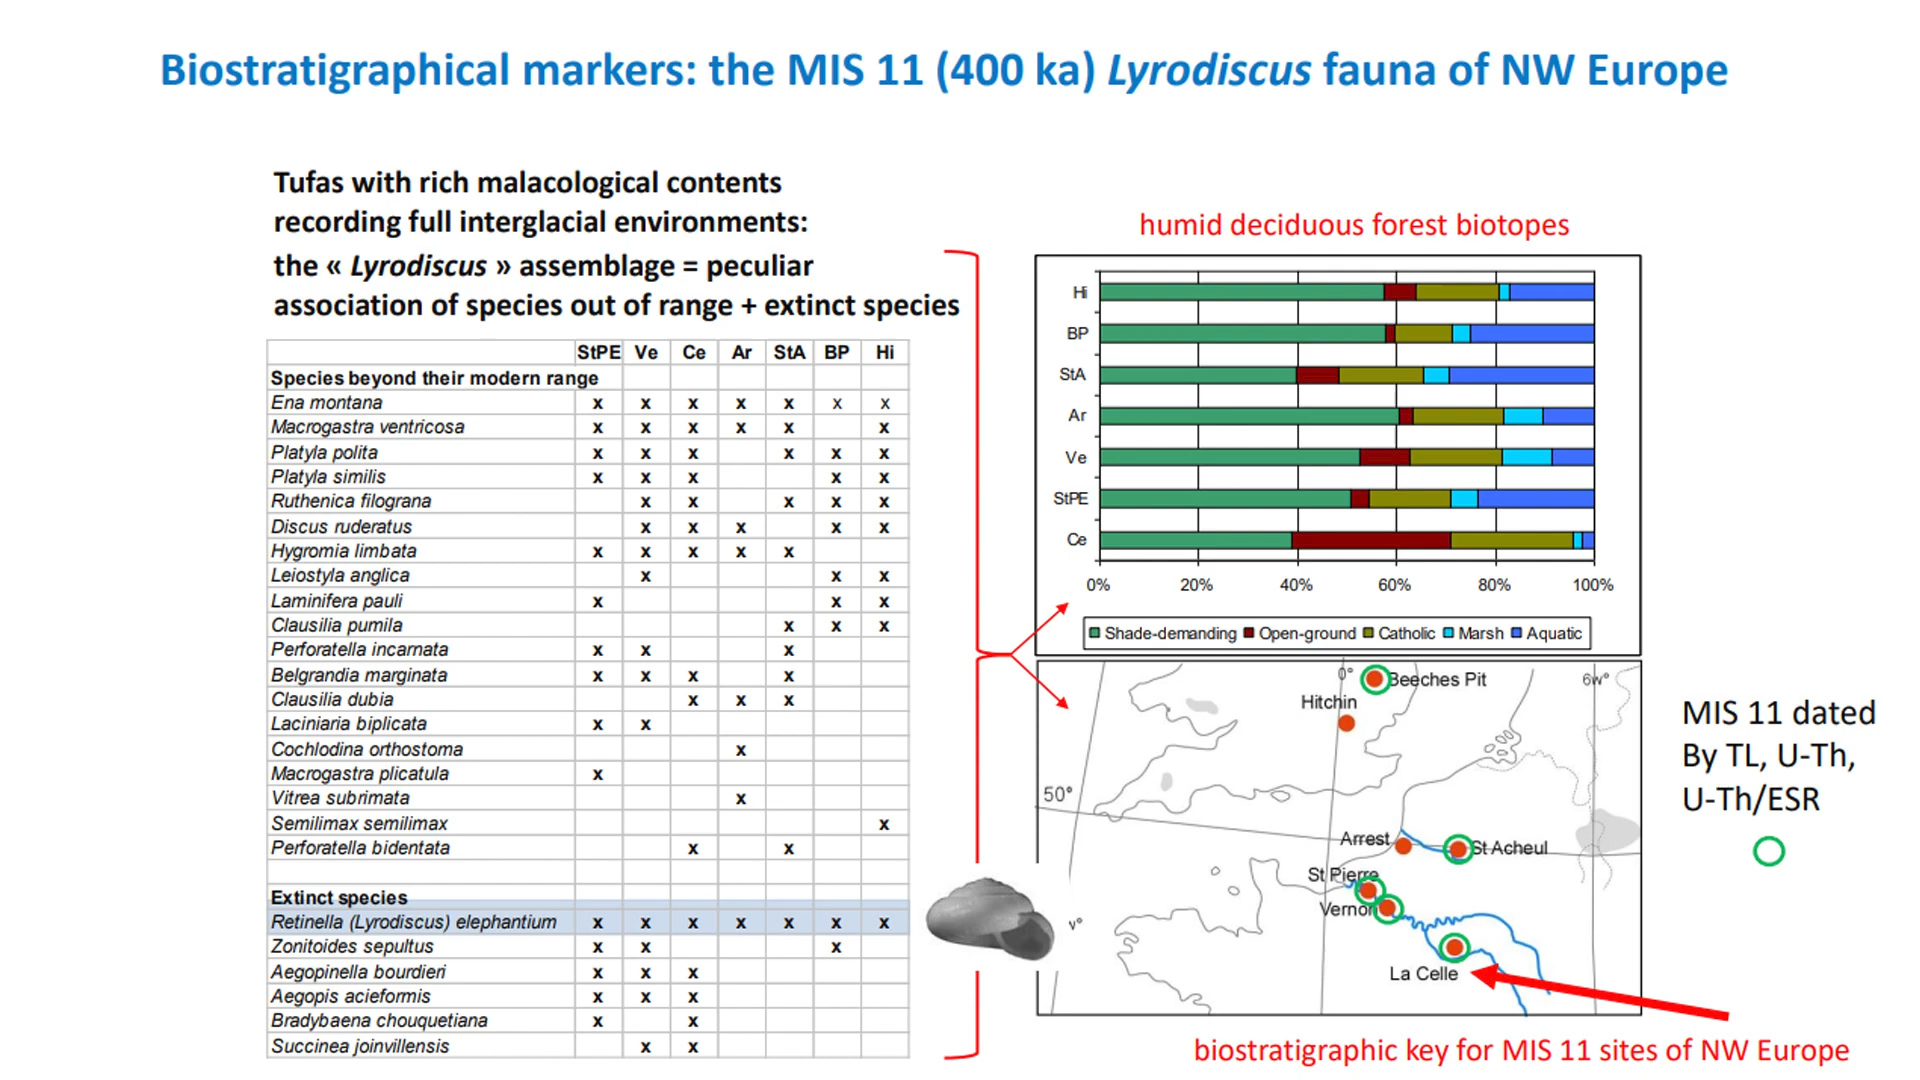 Biostratigraphical markers: the MIS 11 (400 ka) Lyrodiscus fauna of NW Europe
Tufas with rich malacological contents
recording full interglacial environments:
the « Lyrodiscus » assemblage = peculiar
association of species out of range + extinct species
StPE Ve Ce Ar StA BP Hi
Species beyond their modern range
Ena montana x x x x x x x
Macrogastra ventricosa x x x x x x
Platyla polita x x x x x x
Platyla similis x x x x x
Ruthenica filograna x x x x x
Discus ruderatus x x x x x
Hygromia limbata x x x x x
Leiostyla anglica x x x
Laminifera pauli x x x
Clausilia pumila x x x
Perforatella incarnata x x x
Belgrandia marginata x x x x
Clausilia dubia x x x
Laciniaria biplicata x x
Cochlodina orthostoma x
Macrogastra plicatula x
Vitrea subrimata x
Semilimax semilimax x
Perforatella bidentata x x
Extinct species
Retinella (Lyrodiscus) elephantium x x x x x x x
Zonitoides sepultus x x x
Aegopinella bourdieri x x x
Aegopis acieformis x x x
Bradybaena chouquetiana x x
Succinea joinvillensis x x
humid deciduous forest biotopes
Hi
BP
StA
Ar
Ve
StPE
Ce
0% 20% 40% 60% 80% 100%
Shade-demanding Open-ground Catholic Marsh Aquatic
0° Beeches Pit 6w°
Hitchin
50°
Arrest St Acheul
St Pierre
Vernon
v°
La Celle
MIS 11 dated
By TL, U-Th,
U-Th/ESR
biostratigraphic key for MIS 11 sites of NW Europe